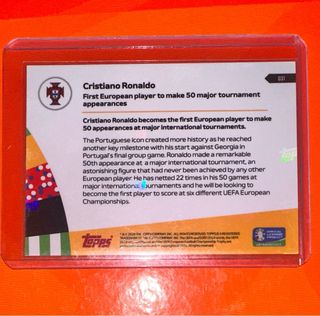 031
Cristiano Ronaldo
First European player to make 50 major tournament
appearances
Cristiano Ronaldo becomes the first European player to make
50 appearances at major international tournaments.
The Portuguese icon created more history as he reached
another key milestone with his start against Georgia in
Portugal's final group game. Ronaldo made a remarkable
50th appearance at a major international tournament, an
astonishing figure that had never been achieved by any other
European player. He has netted 22 times in his 50 games at
major international tournaments and he will be looking to
become the first player to score at six different UEFA European
Championships.
Topps